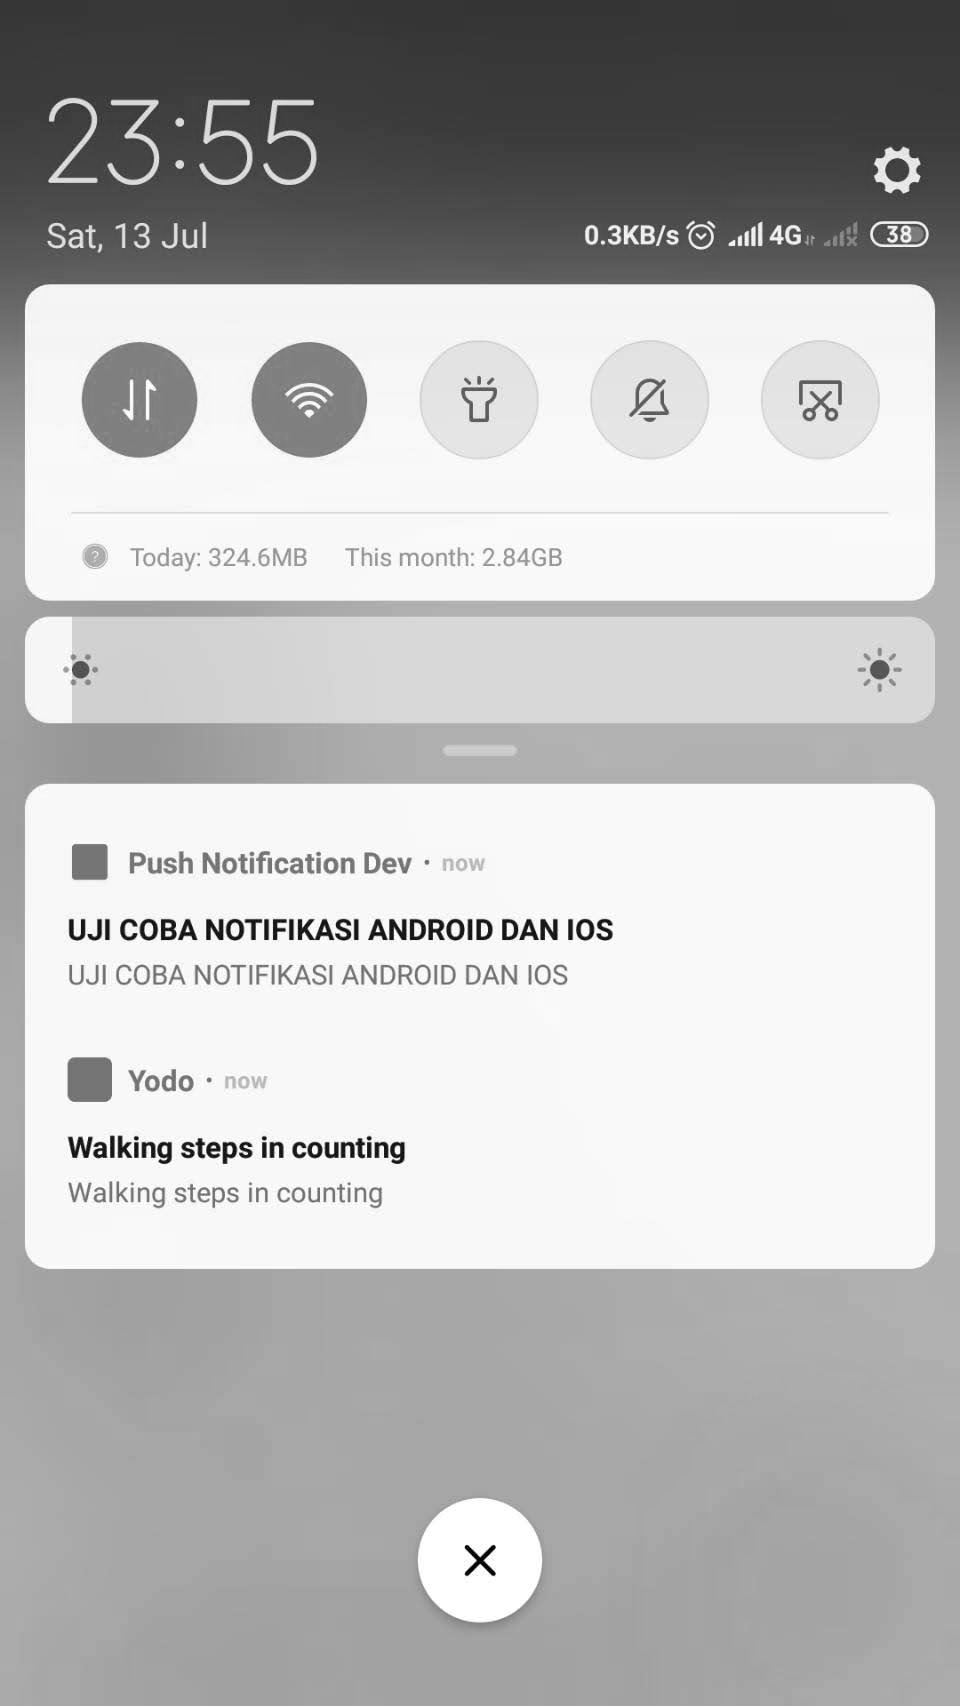 23:55
Sat, 13 Jul
0.3KB/s 4G 38
Today: 324.6MB This month: 2.84GB
Push Notification Dev · now
UJI COBA NOTIFIKASI ANDROID DAN IOS
UJI COBA NOTIFIKASI ANDROID DAN IOS
Yodo · now
Walking steps in counting
Walking steps in counting